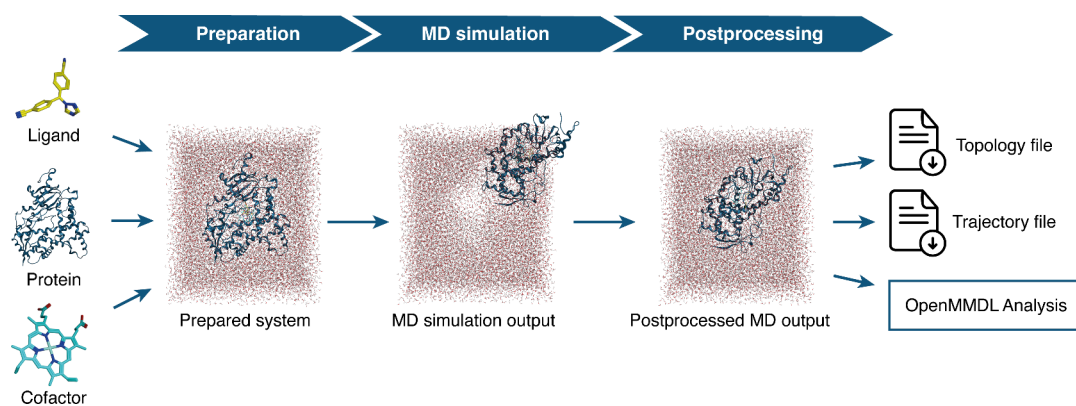 Preparation
MD simulation
Postprocessing
Ligand
Protein
Cofactor
Prepared system
MD simulation output
Postprocessed MD output
Topology file
Trajectory file
OpenMMDL Analysis